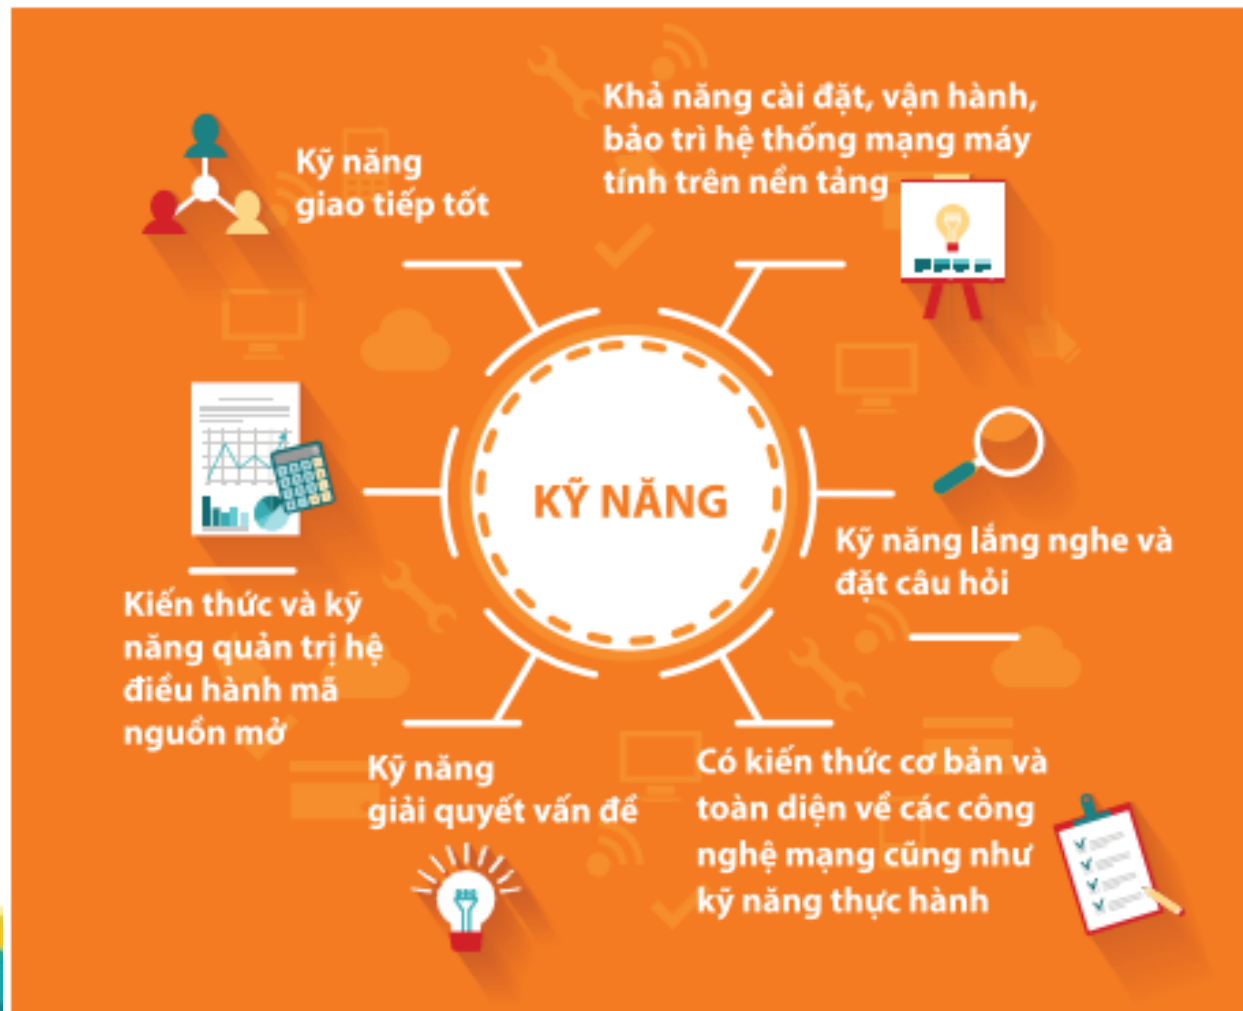 Kỹ năng
giao tiếp tốt
Khả năng cài đặt, vận hành,
bảo trì hệ thống mạng máy
tính trên nền tảng
KỸ NĂNG
Kỹ năng lắng nghe và
đặt câu hỏi
Kiến thức và kỹ
năng quản trị hệ
điều hành mã
nguồn mở
Kỹ năng
giải quyết vấn đề
Có kiến thức cơ bản và
toàn diện về các công
nghệ mạng cũng như
kỹ năng thực hành